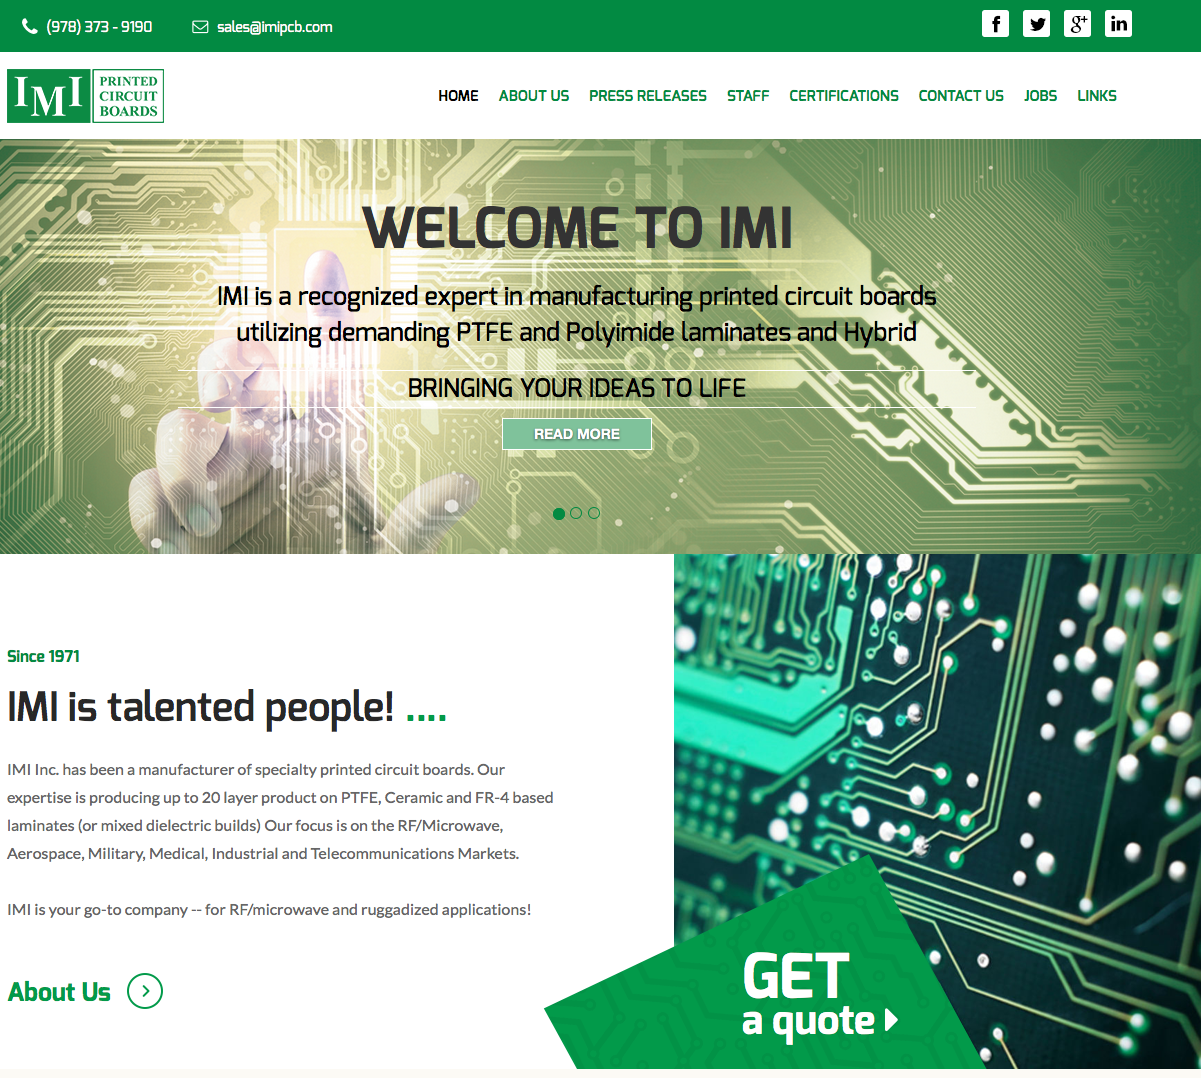 (978) 373 - 9190
sales@imipcb.com
IMI
PRINTED
CIRCUIT
BOARDS
HOME ABOUT US PRESS RELEASES STAFF CERTIFICATIONS CONTACT US JOBS LINKS
WELCOME TO IMI
IMI is a recognized expert in manufacturing printed circuit boards
utilizing demanding PTFE and Polyimide laminates and Hybrid
BRINGING YOUR IDEAS TO LIFE
READ MORE
Since 1971
IMI is talented people! ....
IMI Inc. has been a manufacturer of specialty printed circuit boards. Our
expertise is producing up to 20 layer product on PTFE, Ceramic and FR-4 based
laminates (or mixed dielectric builds) Our focus is on the RF/Microwave,
Aerospace, Military, Medical, Industrial and Telecommunications Markets.
IMI is your go-to company -- for RF/microwave and ruggadized applications!
About Us
GET
a quote